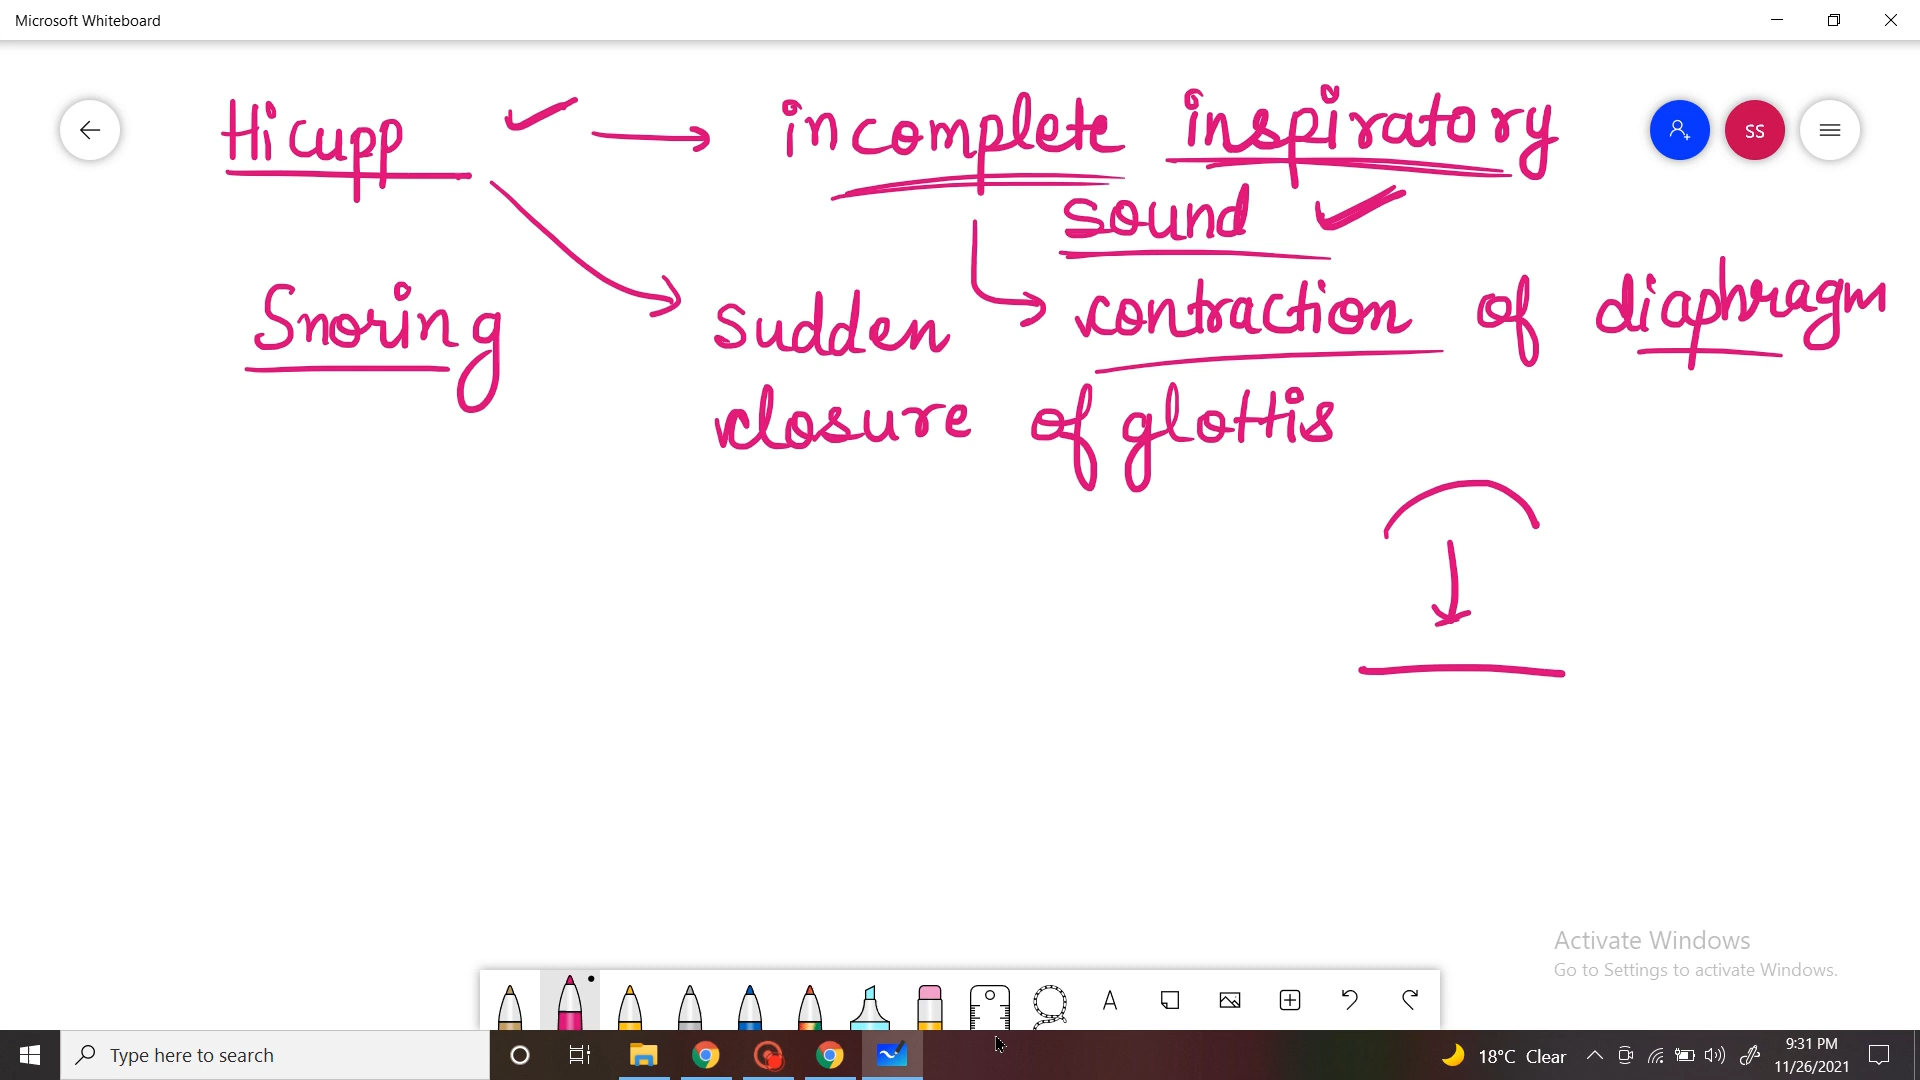 Microsoft Whiteboard
Hicupp → incomplete inspiratory
sound
SS
Snoring
sudden → contraction of diaphragm
closure of glottis
Activate Windows
Go to Settings to activate Windows.
A
Type here to search
18°C Clear
9:31 PM
11/26/2021